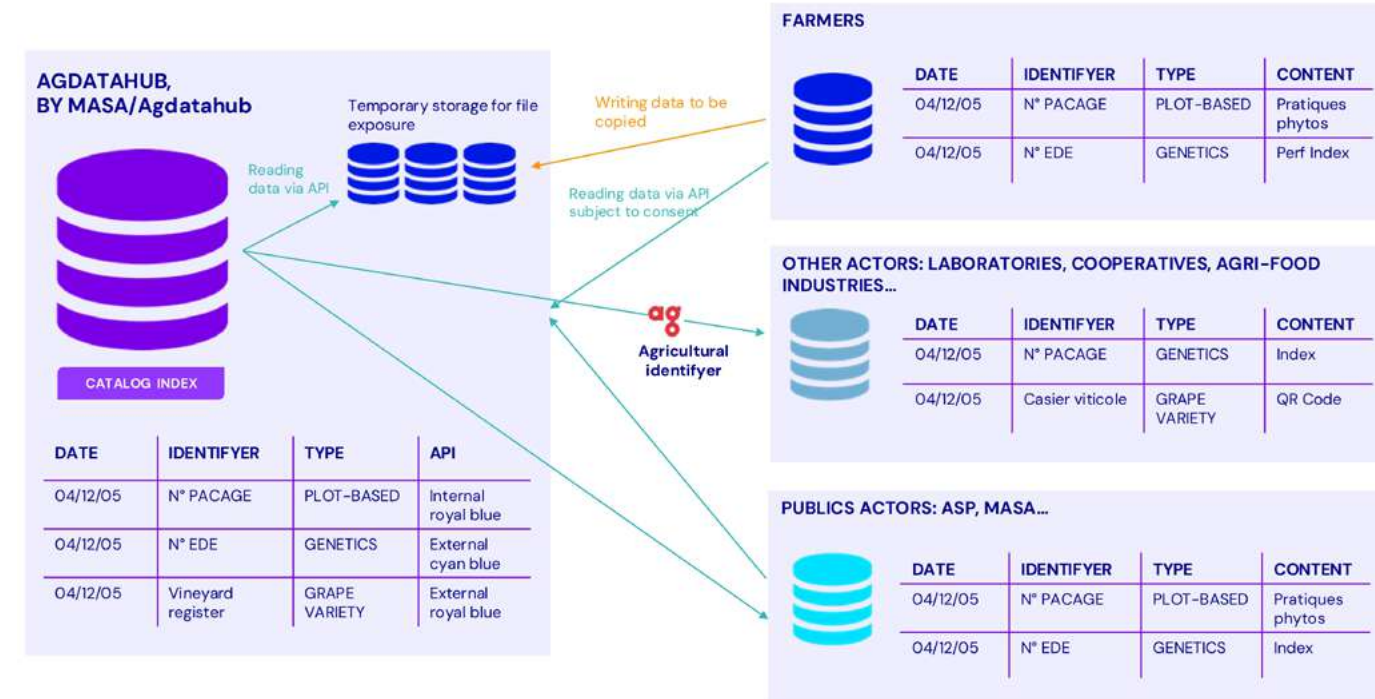 AGDATAHUB,
BY MASA/Agdatahub
Temporary storage for file
exposure
Reading
data via API
CATALOG INDEX
DATE IDENTIFYER TYPE API
04/12/05 N° PACAGE PLOT-BASED Internal
royal blue
04/12/05 N° EDE GENETICS External
cyan blue
04/12/05 Vineyard GRAPE External
register VARIETY royal blue
Writing data to be
copied
Reading data via API
subject to consent
ag
Agricultural
identifyer
FARMERS
DATE IDENTIFYER TYPE CONTENT
04/12/05 N° PACAGE PLOT-BASED Pratiques
phytos
04/12/05 N° EDE GENETICS Perf Index
OTHER ACTORS: LABORATORIES, COOPERATIVES, AGRI-FOOD
INDUSTRIES...
DATE IDENTIFYER TYPE CONTENT
04/12/05 N° PACAGE GENETICS Index
04/12/05 Casier viticole GRAPE QR Code
VARIETY
PUBLICS ACTORS: ASP, MASA...
DATE IDENTIFYER TYPE CONTENT
04/12/05 N° PACAGE PLOT-BASED Pratiques
phytos
04/12/05 N° EDE GENETICS Index